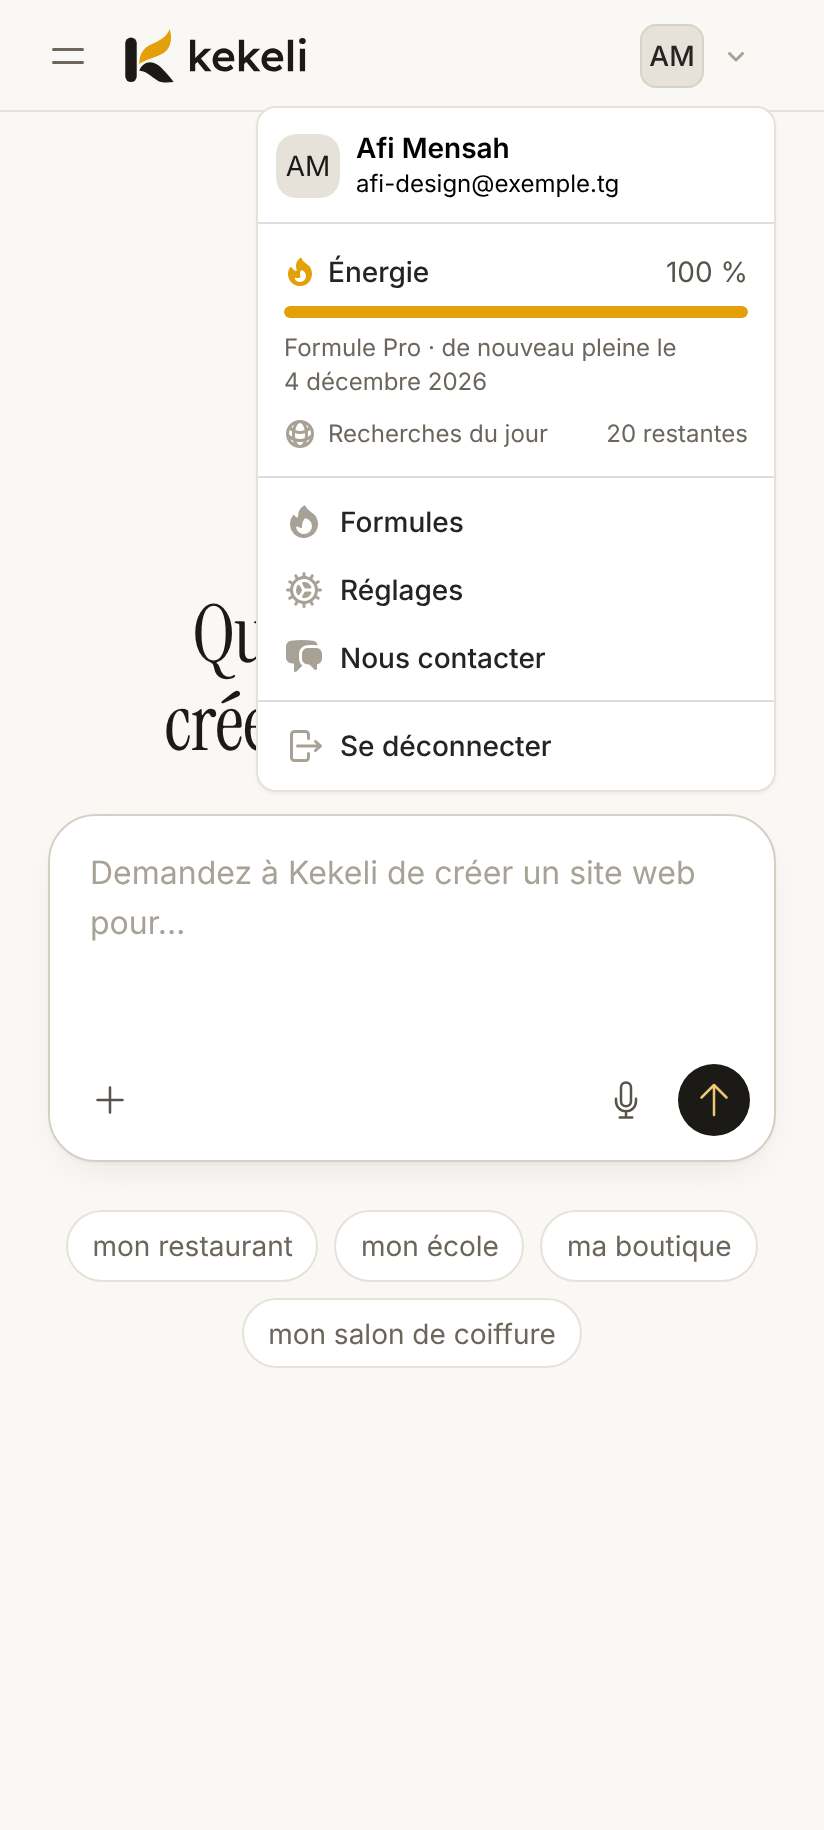 kekeli
AM
AM
Afi Mensah
afi-design@exemple.tg
Énergie 100 %
Formule Pro · de nouveau pleine le
4 décembre 2026
Recherches du jour 20 restantes
Formules
Réglages
Nous contacter
Se déconnecter
Qu
crée
Demandez à Kekeli de créer un site web
pour...
mon restaurant
mon école
ma boutique
mon salon de coiffure